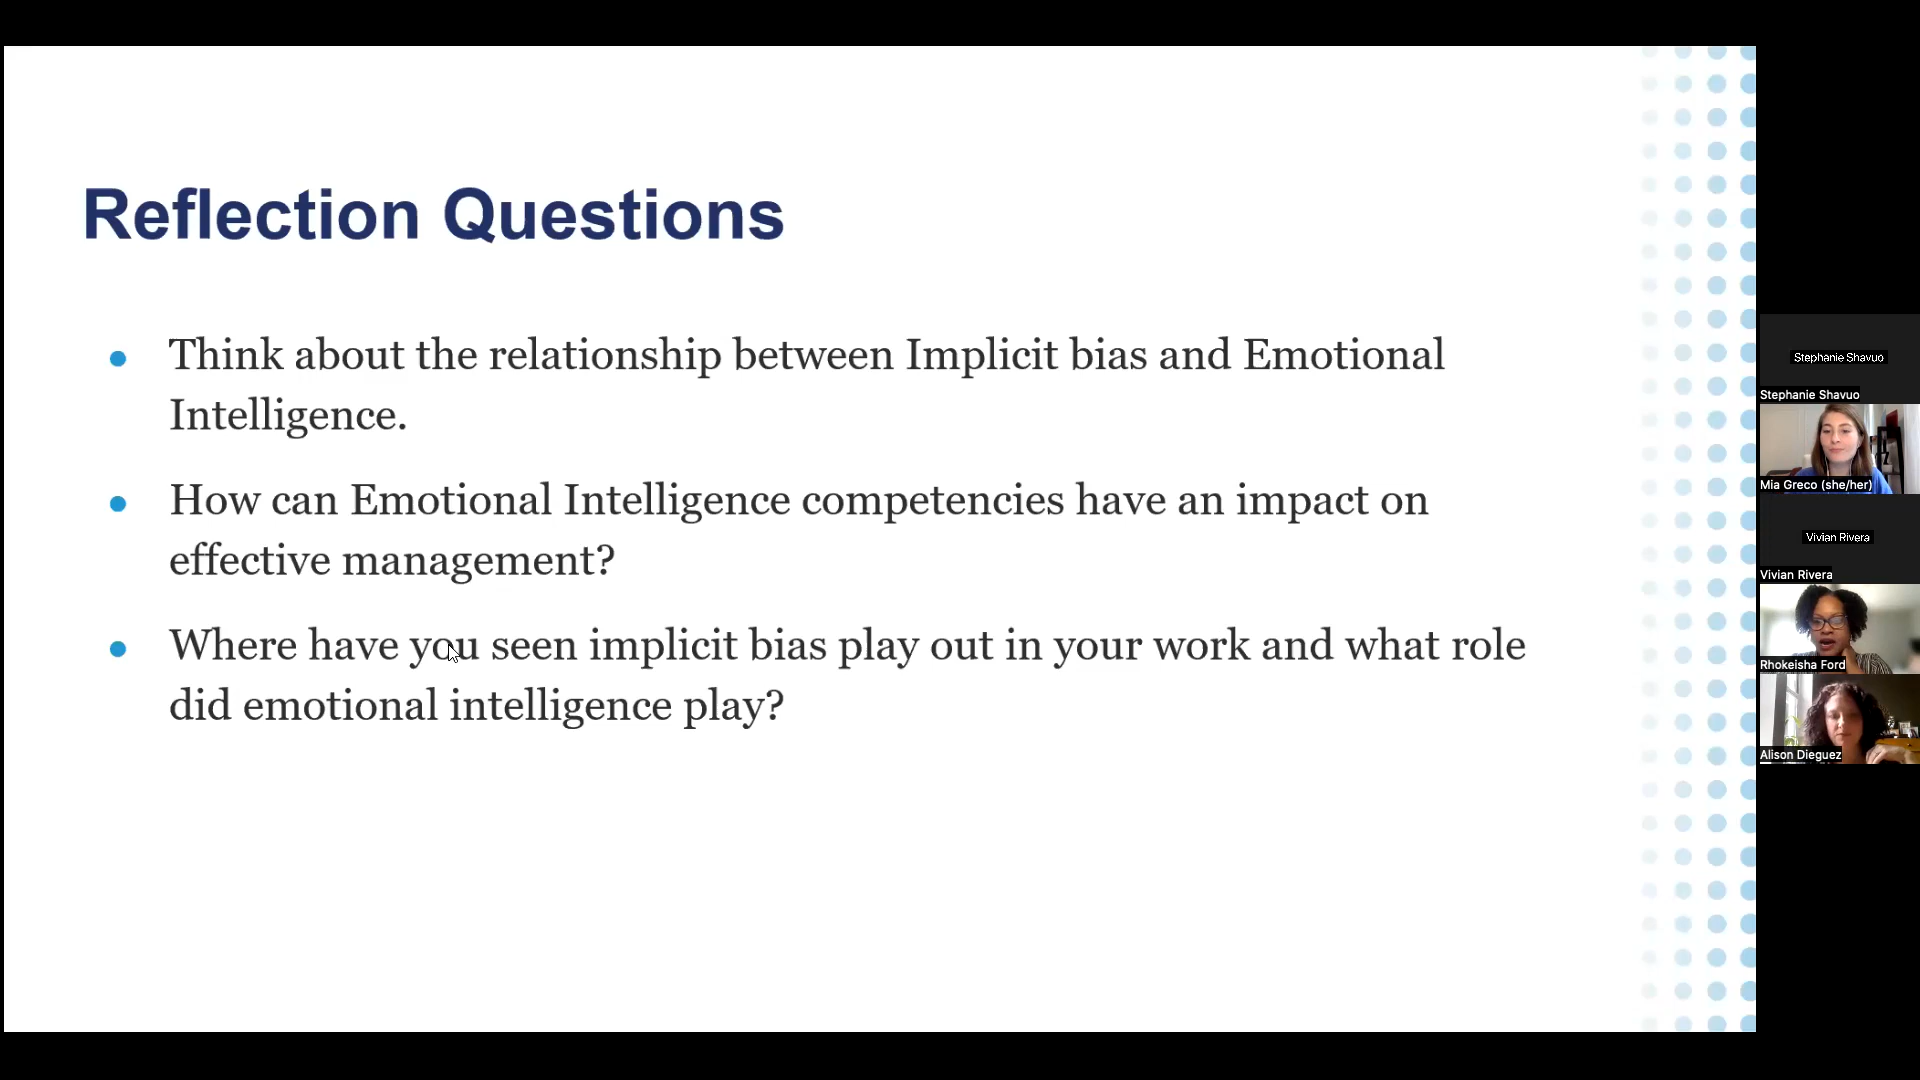 Reflection Questions
Think about the relationship between Implicit bias and Emotional
Intelligence.
How can Emotional Intelligence competencies have an impact on
effective management?
Where have you seen implicit bias play out in your work and what role
did emotional intelligence play?
Stephanie Shavuo
Stephanie Shavuo
Mia Greco (she/her)
Vivian Rivera
Vivian Rivera
Rhokeisha Ford
Alison Dieguez